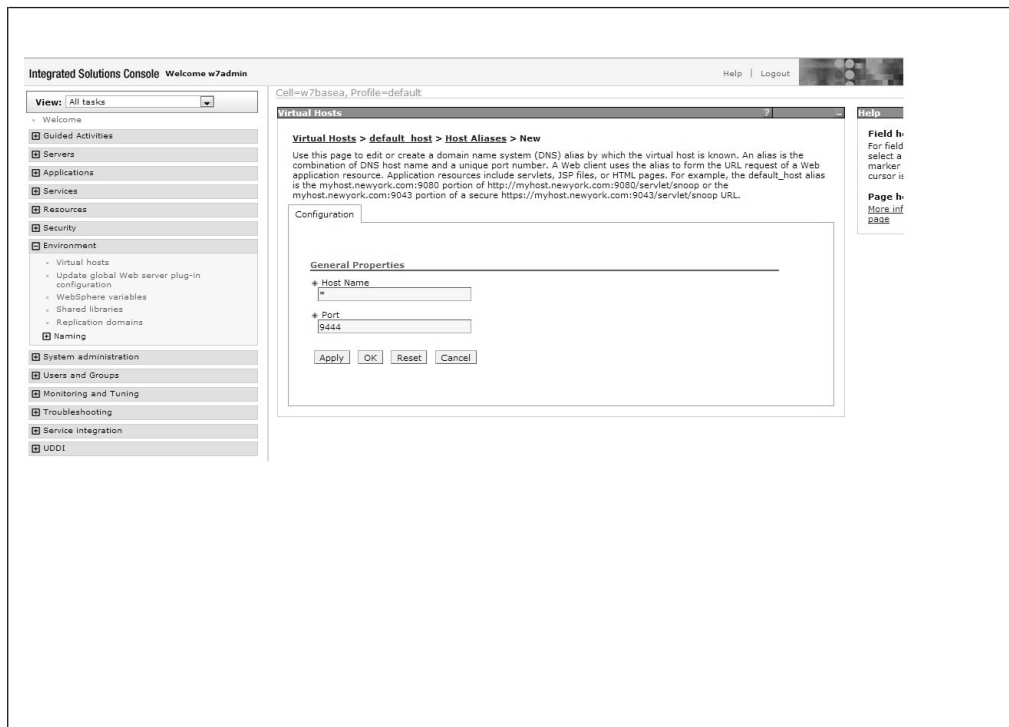 Integrated Solutions Console Welcome w7admin
Help | Logout
View: All tasks
Welcome
Guided Activities
Servers
Applications
Services
Resources
Security
Environment
Virtual hosts
Update global Web server plug-in
configuration
WebSphere variables
Shared libraries
Replication domains
Naming
System administration
Users and Groups
Monitoring and Tuning
Troubleshooting
Service integration
UDDI
Cell=w7basea, Profile=default
Virtual Hosts ? –
Virtual Hosts > default_host > Host Aliases > New
Use this page to edit or create a domain name system (DNS) alias by which the virtual host is known. An alias is the
combination of DNS host name and a unique port number. A Web client uses the alias to form the URL request of a Web
application resource. Application resources include servlets, JSP files, or HTML pages. For example, the default_host alias
is the myhost.newyork.com:9080 portion of http://myhost.newyork.com:9080/servlet/snoop or the
myhost.newyork.com:9043 portion of a secure https://myhost.newyork.com:9043/servlet/snoop URL.
Configuration
General Properties
* Host Name
*
* Port
9444
Apply OK Reset Cancel
Help
Field
For field
select a
marker
cursor
Page
More inf
page